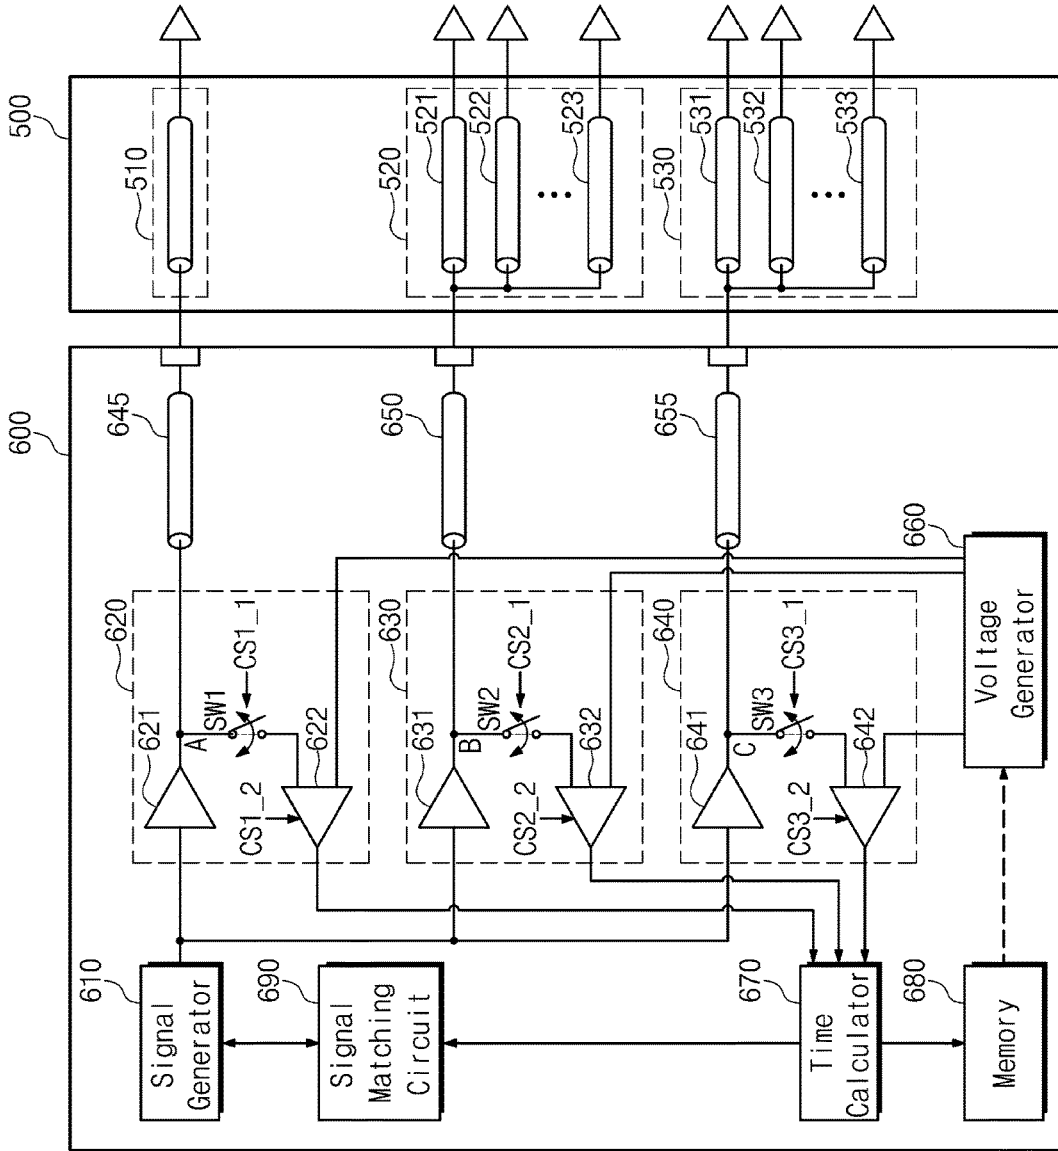 500
510
520
521
522
523
530
531
532
533
600
645
650
655
620
621
A
SW1
CS1_1
CS1_2
622
630
631
B
SW2
CS2_1
CS2_2
632
640
641
C
SW3
CS3_1
CS3_2
642
660
Voltage
Generator
610
Signal
Generator
690
Signal
Matching
Circuit
670
Time
Calculator
680
Memory